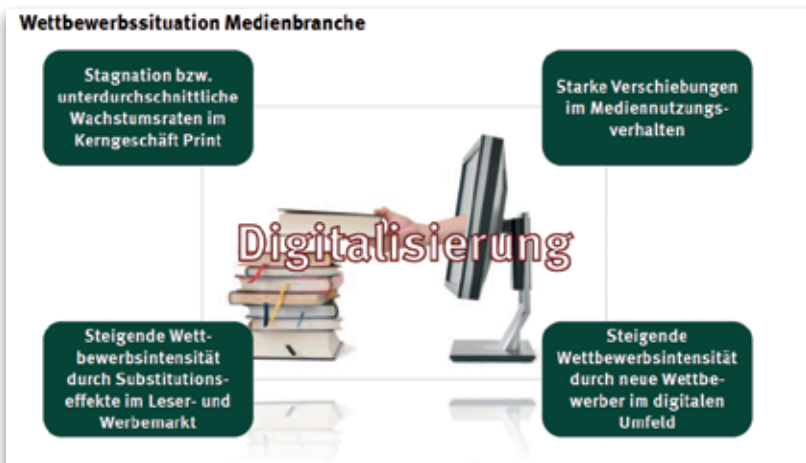 Wettbewerbssituation Medienbranche
Stagnation bzw.
unterdurchschnittliche
Wachstumsraten im
Kerngeschäft Print
Starke Verschiebungen
im Mediennutzungs-
verhalten
Digitalisierung
Steigende Wett-
bewerbsintensität
durch Substitutions-
effekte im Leser- und
Werbemarkt
Steigende
Wettbewerbsintensität
durch neue Wettbe-
werber im digitalen
Umfeld